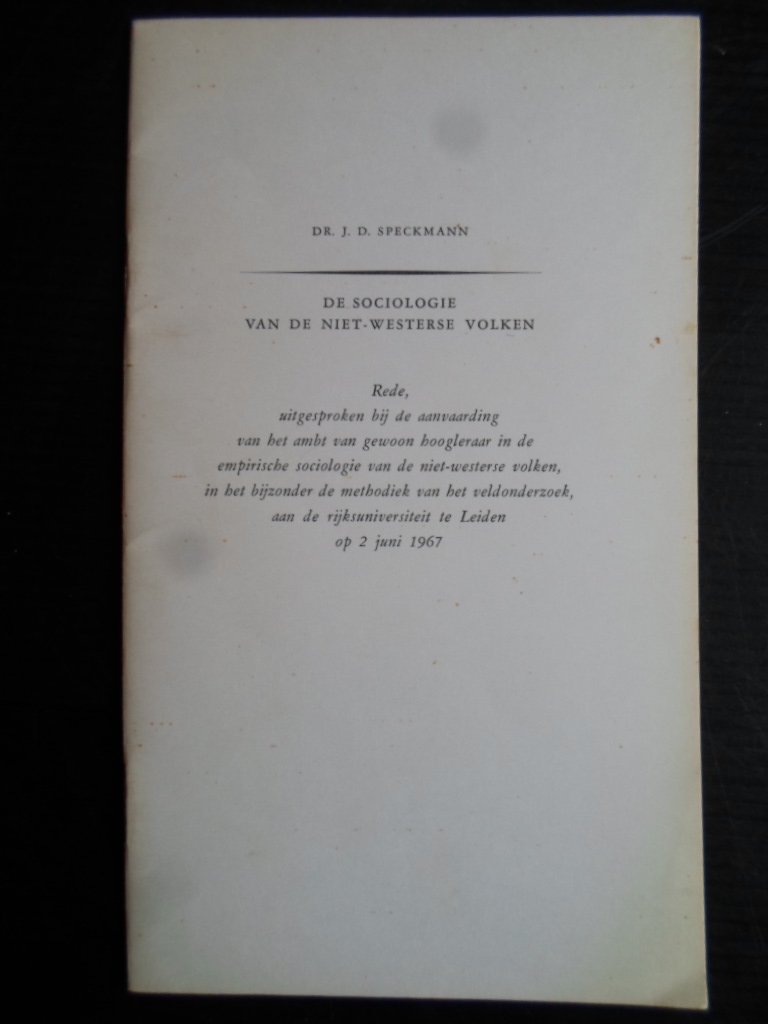 DR. J. D. SPECKMANN
DE SOCIOLOGIE
VAN DE NIET-WESTERSE VOLKEN
Rede,
uitgesproken bij de aanvaarding
van het ambt van gewoon hoogleraar in de
empirische sociologie van de niet-westerse volken,
in het bijzonder de methodiek van het veldonderzoek,
aan de rijksuniversiteit te Leiden
op 2 juni 1967